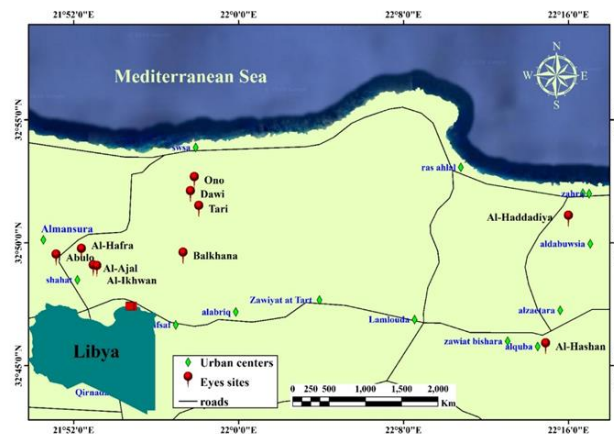 21°52'0"E
22°0'0"E
22°8'0"E
22°16'0"E
Mediterranean Sea
N
W
E
S
32°55'0"N
swsa
ras ahlal
Ono
zahra
Dawi
Tari
Al-Haddadiya
Almansura
aldabuwsia
32°50'0"N
Al-Hafra
Abulo
Balkhana
Al-Ajal
shahat
Al-Ikhwan
Zawiyat at Tart
alabriq
alzaetara
Lamlouda
zawiat bishara
alquba
Al-Hashan
Libya
32°45'0"N
Urban centers
Eyes sites
roads
0 250 500 1,000 1,500 2,000
Km
21°52'0"E
22°0'0"E
22°8'0"E
22°16'0"E